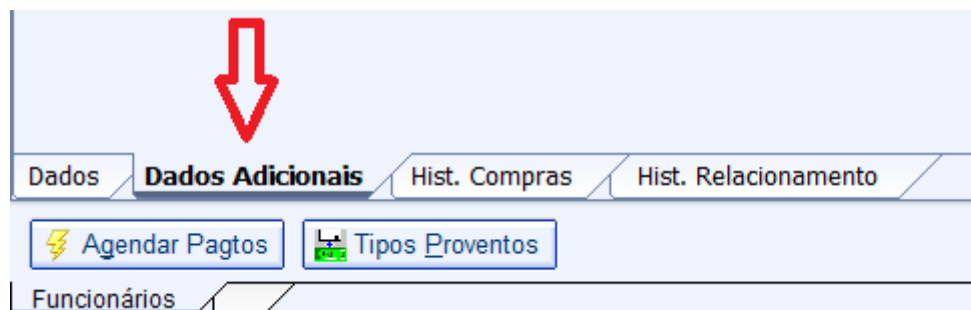 Dados Dados Adicionais Hist. Compras Hist. Relacionamento
Agendar Pagtos Tipos Proventos
Funcionários